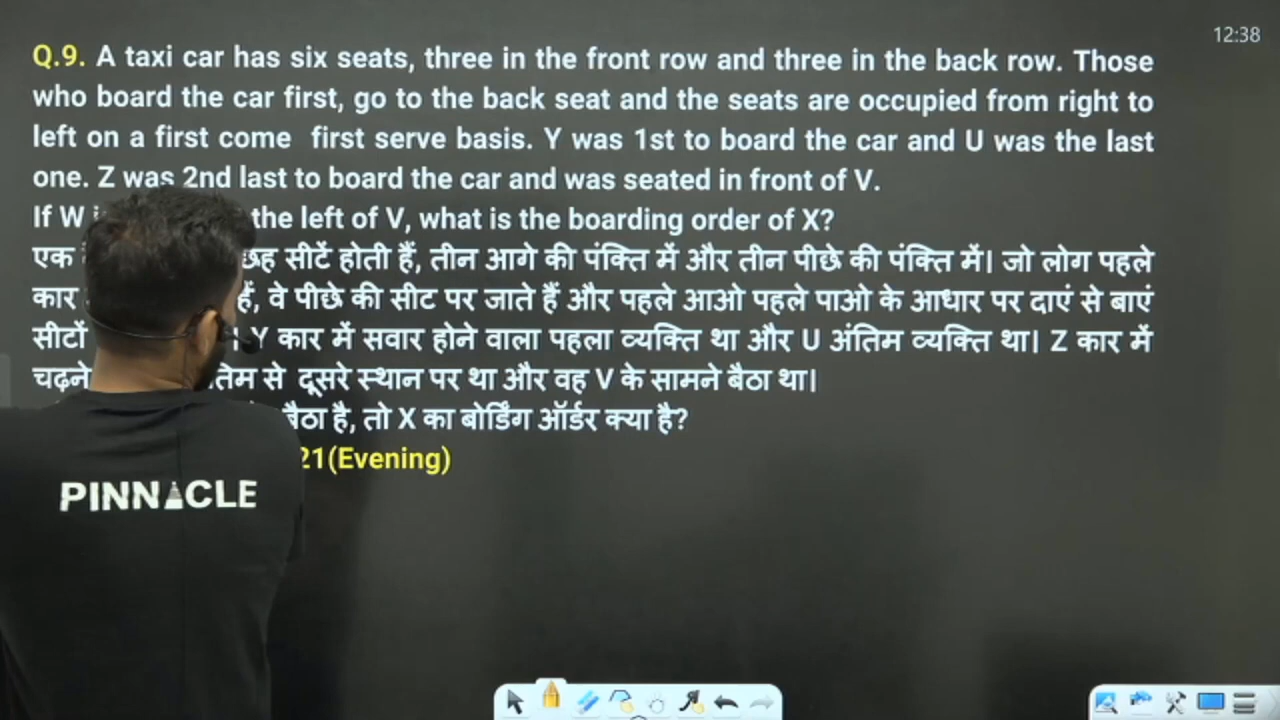 12:38
Q.9. A taxi car has six seats, three in the front row and three in the back row. Those
who board the car first, go to the back seat and the seats are occupied from right to
left on a first come first serve basis. Y was 1st to board the car and U was the last
one. Z was 2nd last to board the car and was seated in front of V.
If W the left of V, what is the boarding order of X?
एक छह सीटें होती हैं, तीन आगे की पंक्ति में और तीन पीछे की पंक्ति में। जो लोग पहले
कार हैं, वे पीछे की सीट पर जाते हैं और पहले आओ पहले पाओ के आधार पर दाएं से बाएं
सीटों Y कार में सवार होने वाला पहला व्यक्ति था और U अंतिम व्यक्ति था। Z कार में
चढ़ने दूसरे स्थान पर था और वह V के सामने बैठा था।
बैठा है, तो X का बोर्डिंग ऑर्डर क्या है?
21(Evening)
PINNACLE